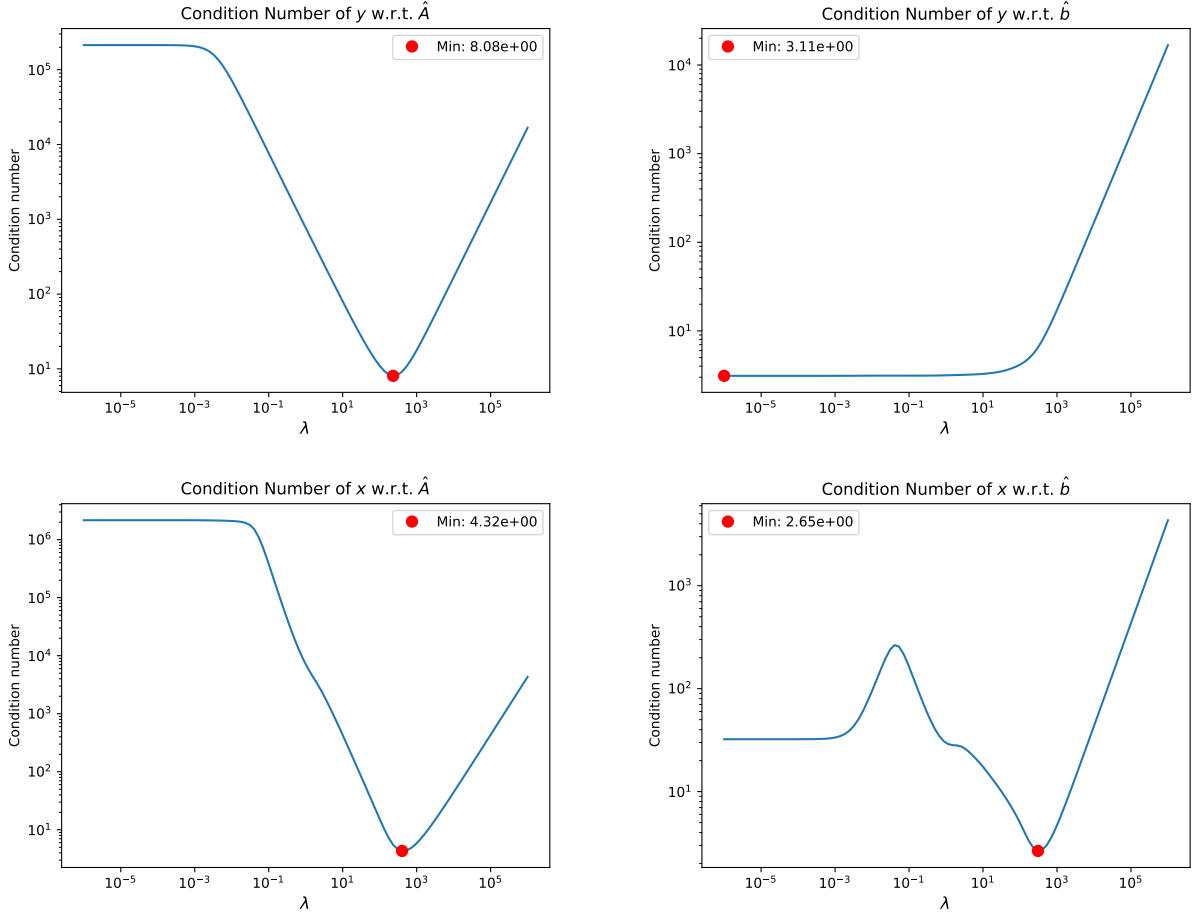 Condition Number of y w.r.t. Â
Condition number
10⁵
10⁴
10³
10²
10¹
Min: 8.08e+00
10⁻⁵ 10⁻³ 10⁻¹ 10¹ 10³ 10⁵
λ
Condition Number of y w.r.t. b̂
Condition number
10⁴
10³
10²
10¹
Min: 3.11e+00
10⁻⁵ 10⁻³ 10⁻¹ 10¹ 10³ 10⁵
λ
Condition Number of x w.r.t. Â
Condition number
10⁶
10⁵
10⁴
10³
10²
10¹
Min: 4.32e+00
10⁻⁵ 10⁻³ 10⁻¹ 10¹ 10³ 10⁵
λ
Condition Number of x w.r.t. b̂
Condition number
10³
10²
10¹
Min: 2.65e+00
10⁻⁵ 10⁻³ 10⁻¹ 10¹ 10³ 10⁵
λ